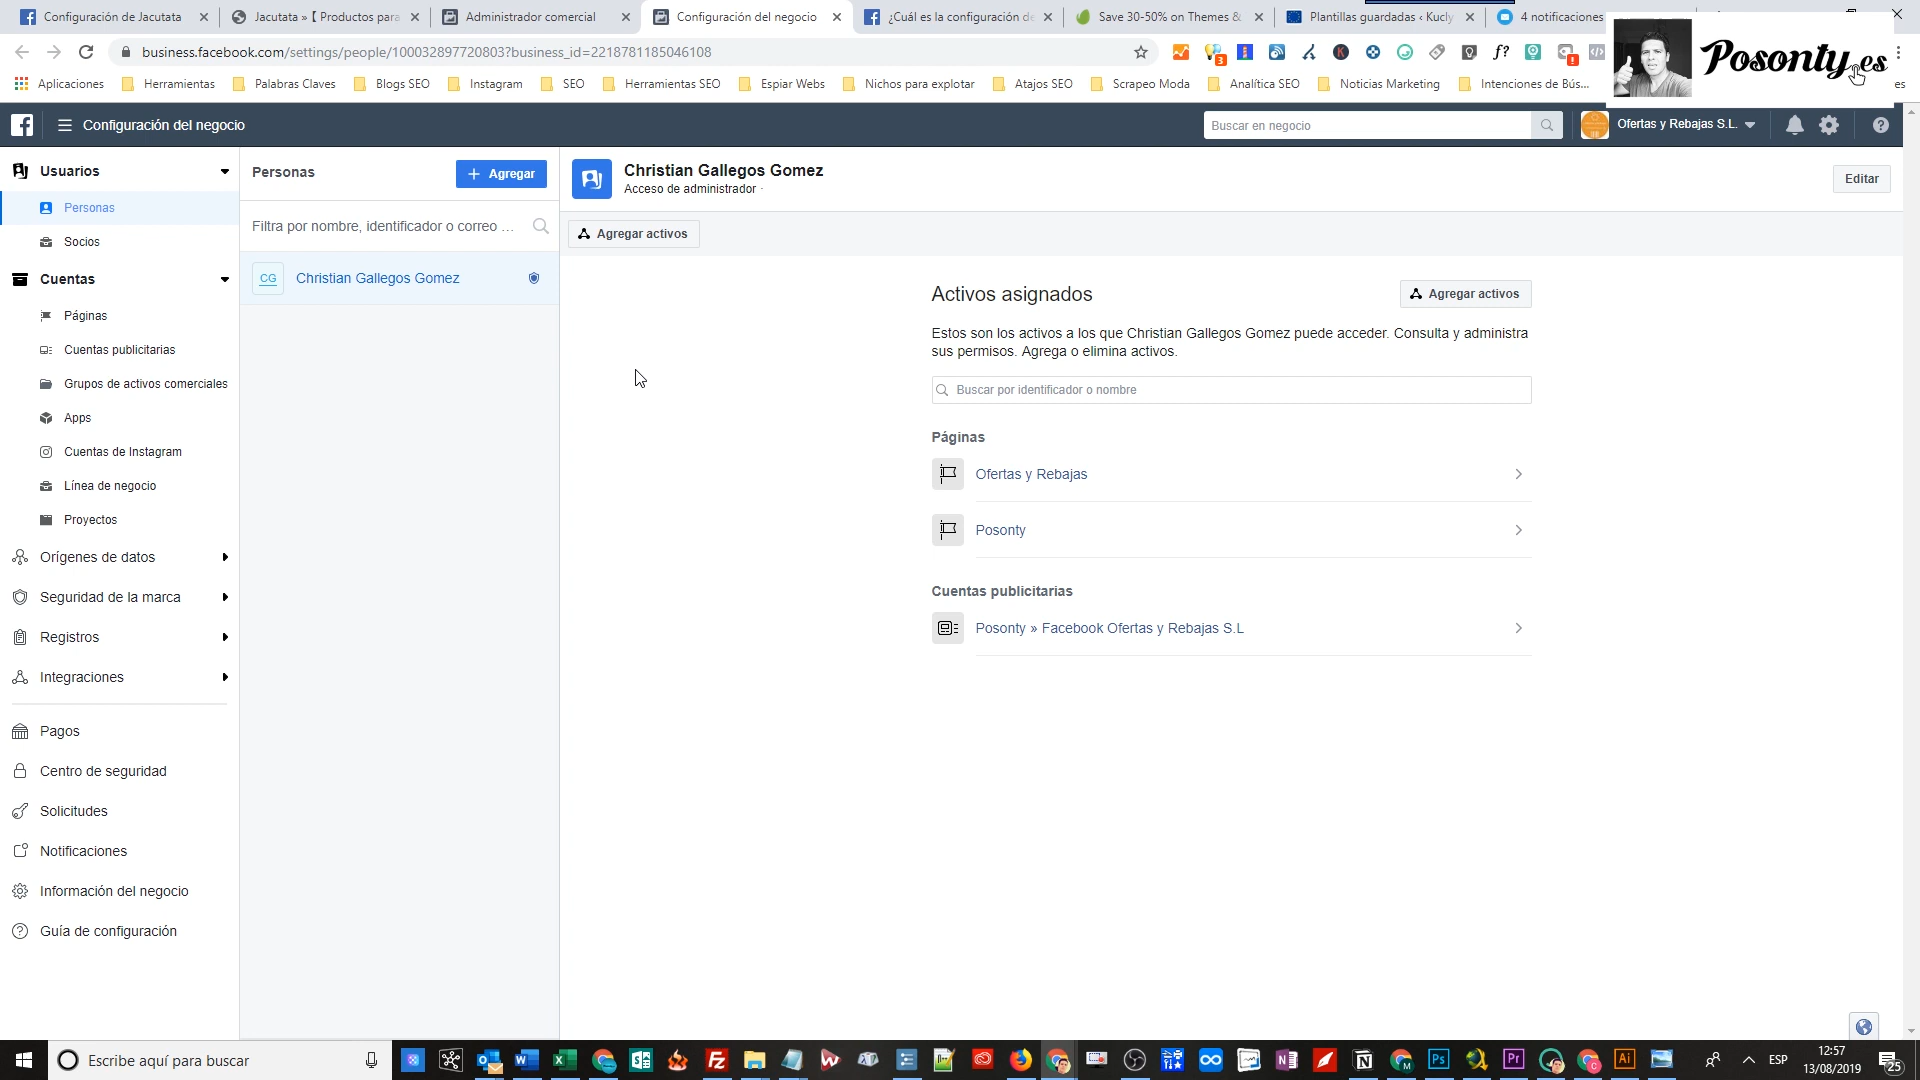 Configuración de Jacutata
Jacutata » 【 Productos para
Administrador comercial
Configuración del negocio
¿Cuál es la configuración de
Save 30-50% on Themes &
Plantillas guardadas ‹ Kucly
4 notificaciones
business.facebook.com/settings/people/100032897720803?business_id=2218781185046108
Posonty.es
Aplicaciones
Herramientas
Palabras Claves
Blogs SEO
Instagram
SEO
Herramientas SEO
Espiar Webs
Nichos para explotar
Atajos SEO
Scrapeo Moda
Analítica SEO
Noticias Marketing
Intenciones de Bús...
Configuración del negocio
Buscar en negocio
Ofertas y Rebajas S.L.
Usuarios
Personas
Socios
Cuentas
Páginas
Cuentas publicitarias
Grupos de activos comerciales
Apps
Cuentas de Instagram
Línea de negocio
Proyectos
Orígenes de datos
Seguridad de la marca
Registros
Integraciones
Pagos
Centro de seguridad
Solicitudes
Notificaciones
Información del negocio
Guía de configuración
Personas
+ Agregar
Filtra por nombre, identificador o correo ...
CG
Christian Gallegos Gomez
Christian Gallegos Gomez
Acceso de administrador ·
Editar
Agregar activos
Activos asignados
Agregar activos
Estos son los activos a los que Christian Gallegos Gomez puede acceder. Consulta y administra
sus permisos. Agrega o elimina activos.
Buscar por identificador o nombre
Páginas
Ofertas y Rebajas
Posonty
Cuentas publicitarias
Posonty » Facebook Ofertas y Rebajas S.L
Escribe aquí para buscar
ESP
12:57
13/08/2019
25